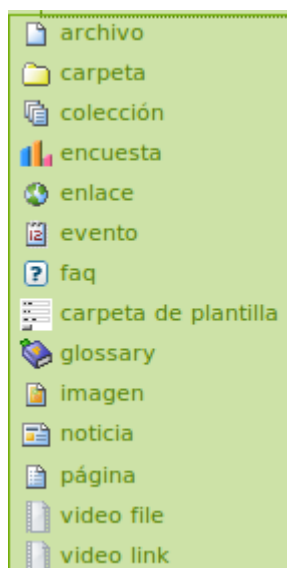 archivo
carpeta
colección
encuesta
enlace
evento
faq
carpeta de plantilla
glossary
imagen
noticia
página
video file
video link